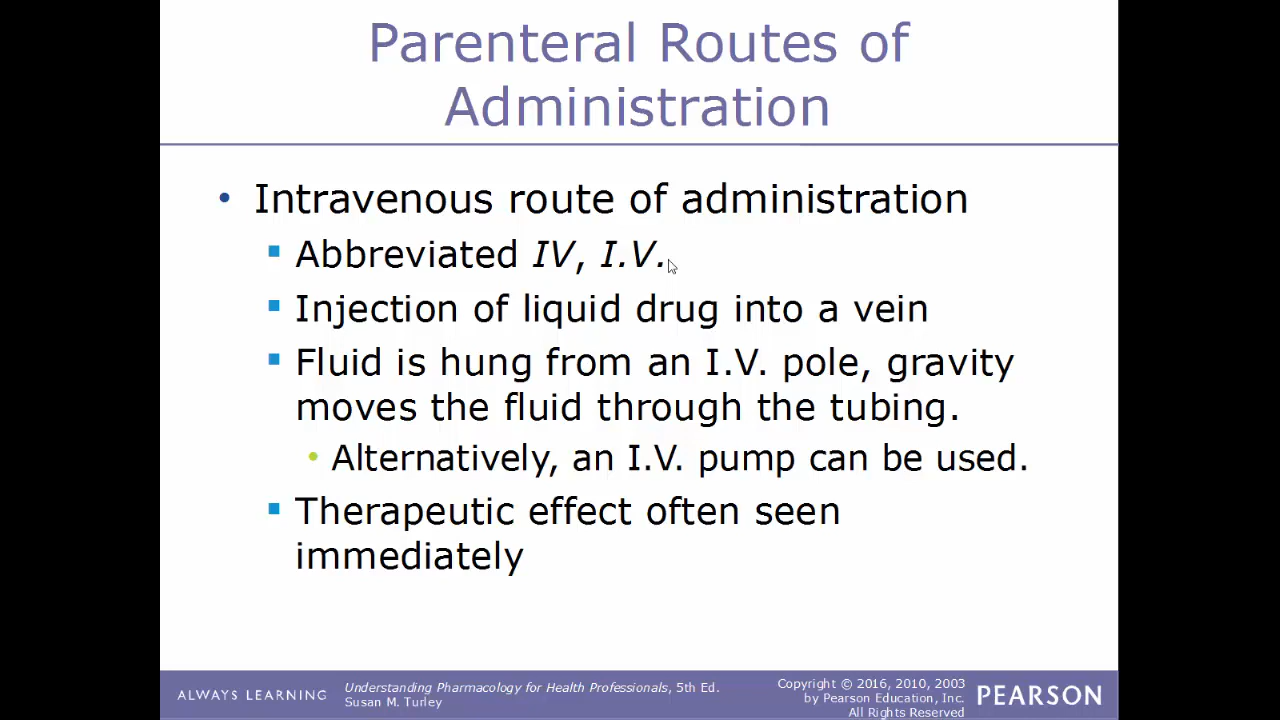 Parenteral Routes of
Administration
• Intravenous route of administration
▪ Abbreviated IV, I.V.
▪ Injection of liquid drug into a vein
▪ Fluid is hung from an I.V. pole, gravity
moves the fluid through the tubing.
• Alternatively, an I.V. pump can be used.
▪ Therapeutic effect often seen
immediately
ALWAYS LEARNING
Understanding Pharmacology for Health Professionals, 5th Ed.
Susan M. Turley
Copyright © 2016, 2010, 2003
by Pearson Education, Inc.
All Rights Reserved
PEARSON